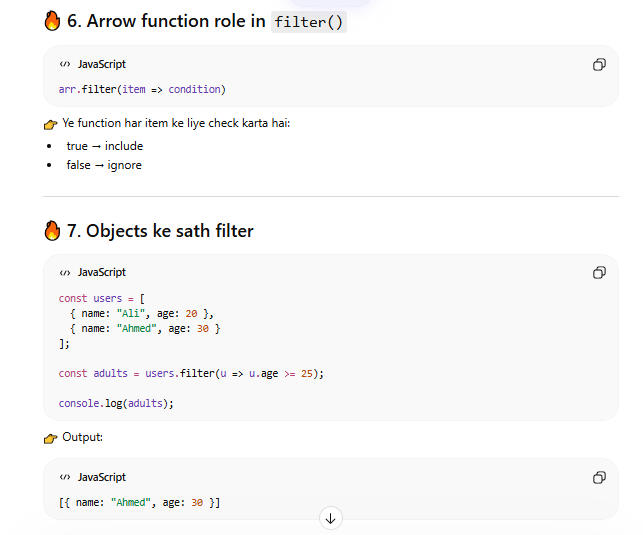 🔥 6. Arrow function role in filter()
JavaScript
arr.filter(item => condition)
👉 Ye function har item ke liye check karta hai:
• true → include
• false → ignore
🔥 7. Objects ke sath filter
JavaScript
const users = [
  { name: "Ali", age: 20 },
  { name: "Ahmed", age: 30 }
];
const adults = users.filter(u => u.age >= 25);
console.log(adults);
👉 Output:
JavaScript
[{ name: "Ahmed", age: 30 }]